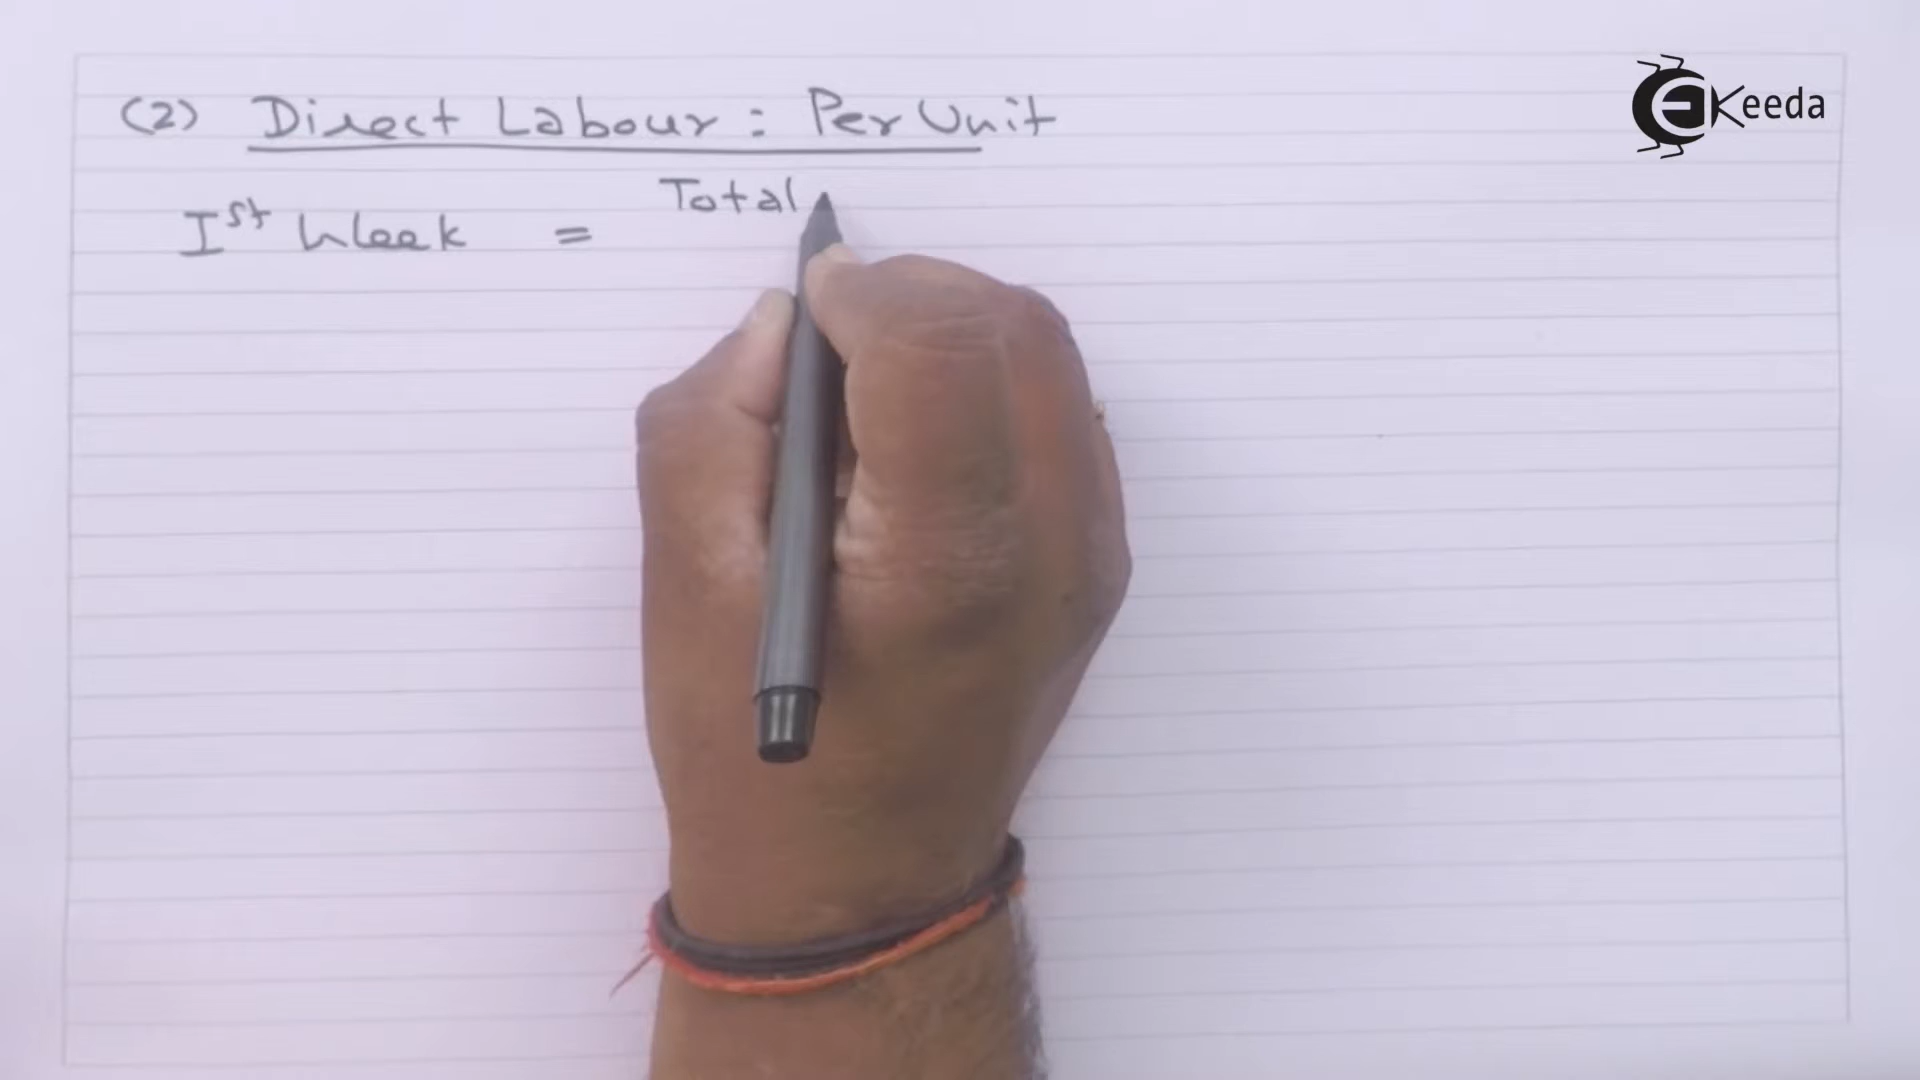 (2) Direct Labour : Per Unit
Total
Ist Week =
EKeeda